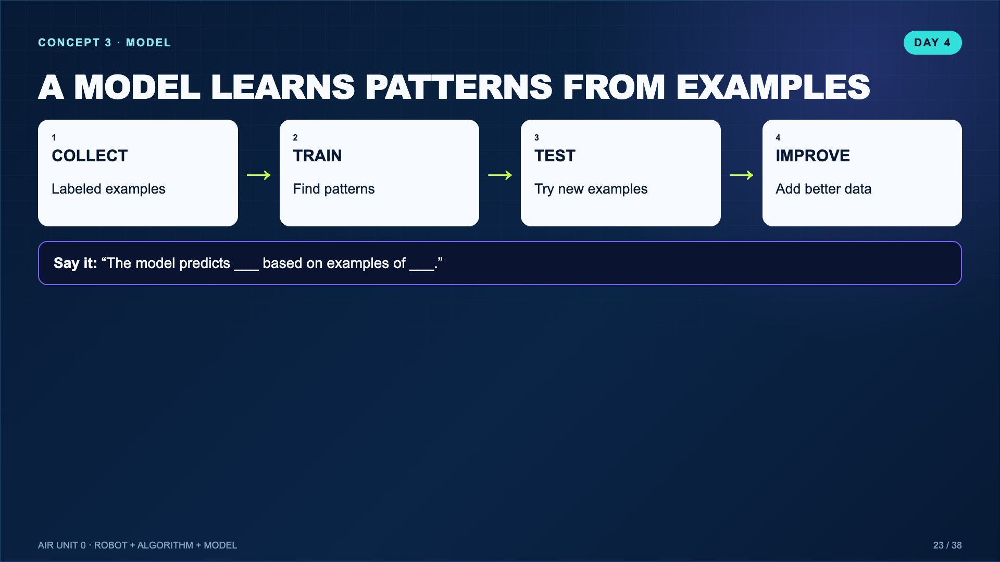 CONCEPT 3 · MODEL
DAY 4
A MODEL LEARNS PATTERNS FROM EXAMPLES
1
COLLECT
Labeled examples
→
2
TRAIN
Find patterns
→
3
TEST
Try new examples
→
4
IMPROVE
Add better data
Say it: “The model predicts ___ based on examples of ___.”
AIR UNIT 0 · ROBOT + ALGORITHM + MODEL
23 / 38